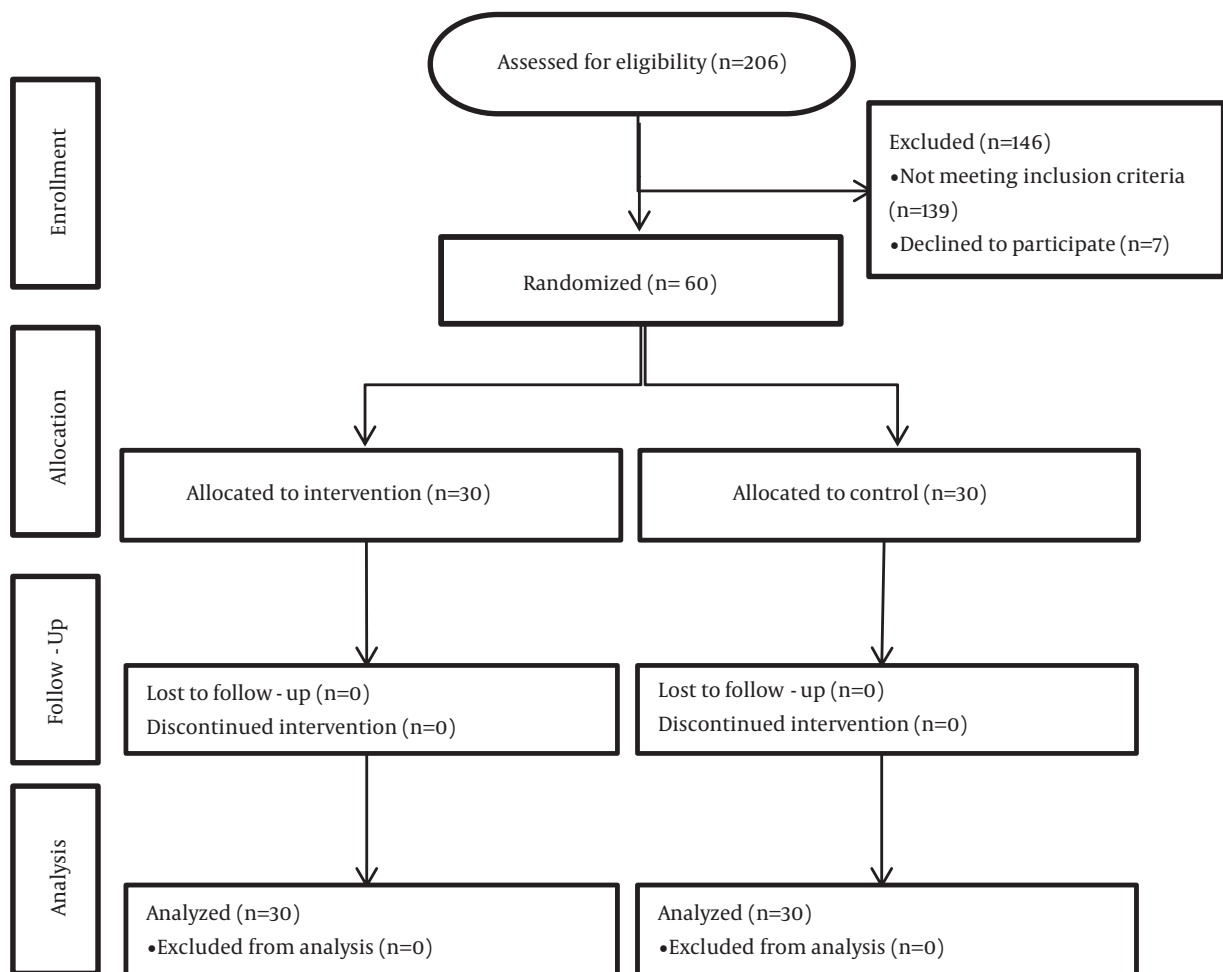 Assessed for eligibility (n=206)
Enrollment
Excluded (n=146)
•Not meeting inclusion criteria
(n=139)
•Declined to participate (n=7)
Randomized (n= 60)
Allocation
Allocated to intervention (n=30)
Allocated to control (n=30)
Follow - Up
Lost to follow - up (n=0)
Discontinued intervention (n=0)
Lost to follow - up (n=0)
Discontinued intervention (n=0)
Analysis
Analyzed (n=30)
•Excluded from analysis (n=0)
Analyzed (n=30)
•Excluded from analysis (n=0)